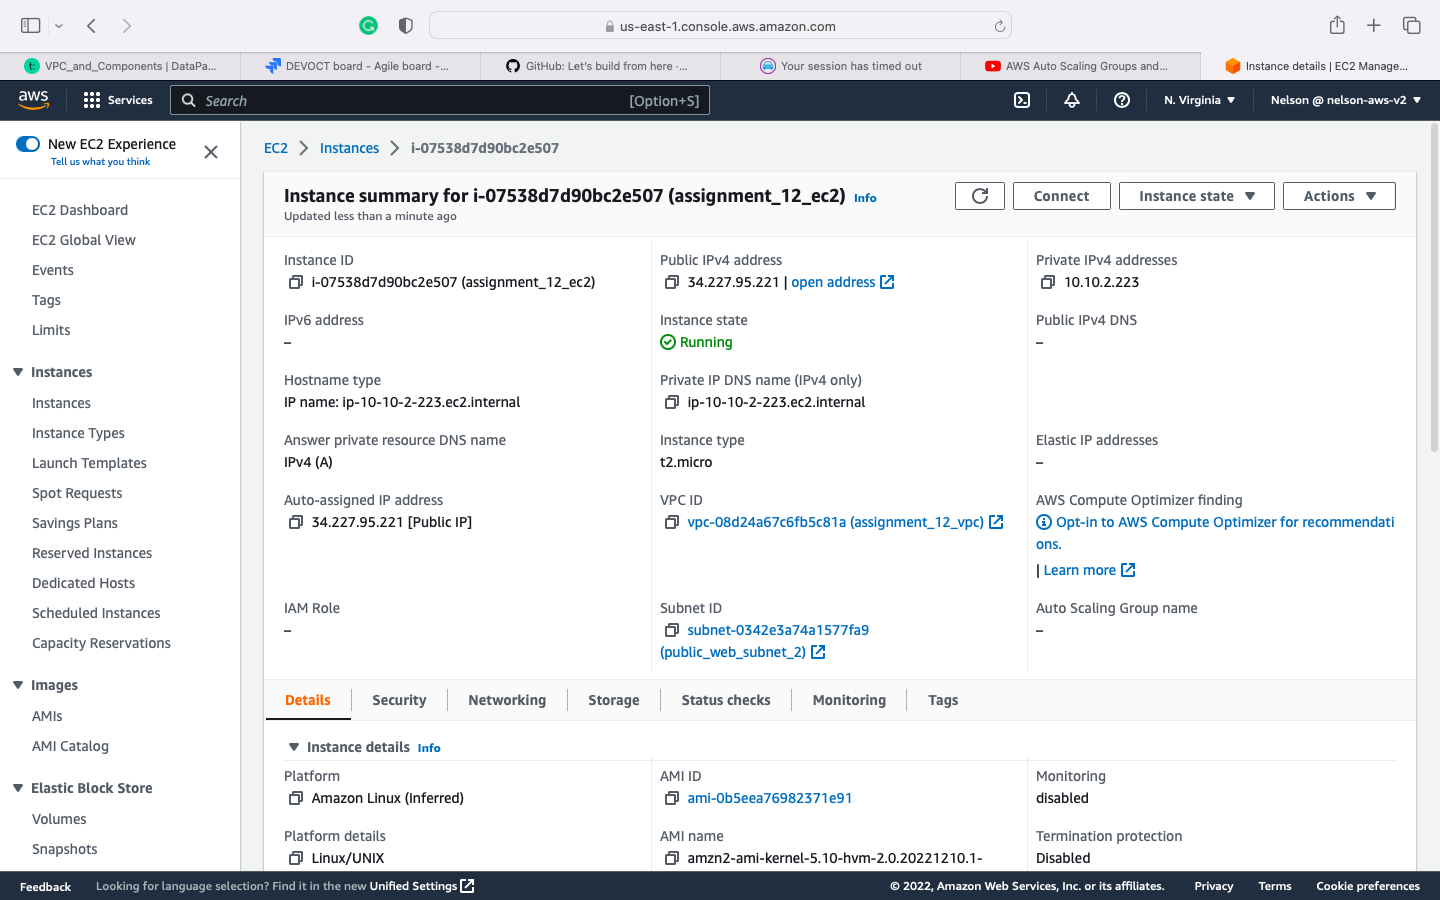 us-east-1.console.aws.amazon.com
VPC_and_Components | DataPa...
DEVOCT board - Agile board -...
GitHub: Let's build from here ·...
Your session has timed out
AWS Auto Scaling Groups and...
Instance details | EC2 Manage...
aws
Services
Search
[Option+S]
N. Virginia
Nelson @ nelson-aws-v2
New EC2 Experience
Tell us what you think
EC2 Dashboard
EC2 Global View
Events
Tags
Limits
Instances
Instances
Instance Types
Launch Templates
Spot Requests
Savings Plans
Reserved Instances
Dedicated Hosts
Scheduled Instances
Capacity Reservations
Images
AMIs
AMI Catalog
Elastic Block Store
Volumes
Snapshots
EC2 > Instances > i-07538d7d90bc2e507
Instance summary for i-07538d7d90bc2e507 (assignment_12_ec2) Info
Updated less than a minute ago
Connect
Instance state
Actions
Instance ID
i-07538d7d90bc2e507 (assignment_12_ec2)
Public IPv4 address
34.227.95.221 | open address
Private IPv4 addresses
10.10.2.223
IPv6 address
–
Instance state
Running
Public IPv4 DNS
–
Hostname type
IP name: ip-10-10-2-223.ec2.internal
Private IP DNS name (IPv4 only)
ip-10-10-2-223.ec2.internal
Answer private resource DNS name
IPv4 (A)
Instance type
t2.micro
Elastic IP addresses
–
Auto-assigned IP address
34.227.95.221 [Public IP]
VPC ID
vpc-08d24a67c6fb5c81a (assignment_12_vpc)
AWS Compute Optimizer finding
Opt-in to AWS Compute Optimizer for recommendati
ons.
| Learn more
IAM Role
–
Subnet ID
subnet-0342e3a74a1577fa9
(public_web_subnet_2)
Auto Scaling Group name
–
Details
Security
Networking
Storage
Status checks
Monitoring
Tags
Instance details Info
Platform
Amazon Linux (Inferred)
AMI ID
ami-0b5eea76982371e91
Monitoring
disabled
Platform details
Linux/UNIX
AMI name
amzn2-ami-kernel-5.10-hvm-2.0.20221210.1-
Termination protection
Disabled
Feedback
Looking for language selection? Find it in the new Unified Settings
© 2022, Amazon Web Services, Inc. or its affiliates.
Privacy
Terms
Cookie preferences